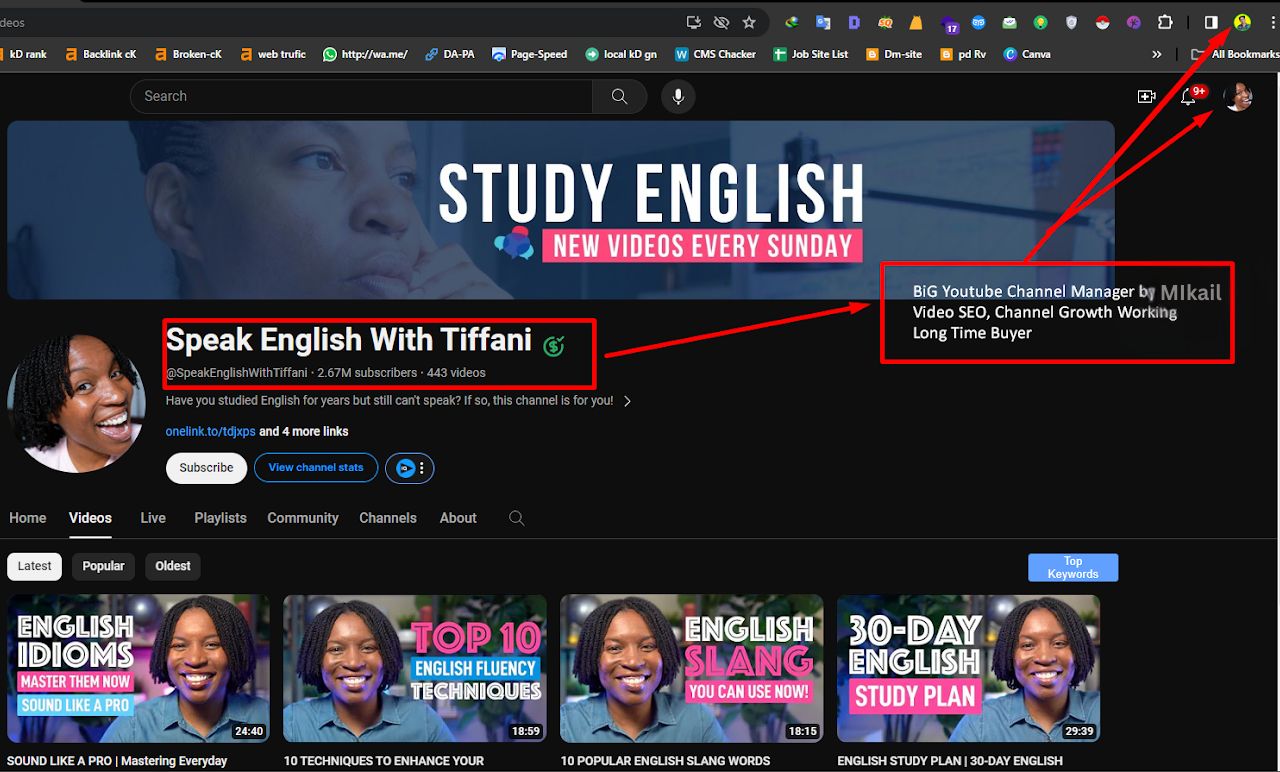 deos
kD rank
Backlink cK
Broken-cK
web trufic
http://wa.me/
DA-PA
Page-Speed
local kD gn
CMS Checker
Job Site List
Dm-site
pd Rv
Canva
»
All Bookmarks
17
Search
9+
STUDY ENGLISH
NEW VIDEOS EVERY SUNDAY
BiG Youtube Channel Manager by MIkail
Video SEO, Channel Growth Working
Long Time Buyer
Speak English With Tiffani
@SpeakEnglishWithTiffani · 2.67M subscribers · 443 videos
Have you studied English for years but still can't speak? If so, this channel is for you!
onelink.to/tdjxps and 4 more links
Subscribe
View channel stats
Home
Videos
Live
Playlists
Community
Channels
About
Latest
Popular
Oldest
Top
Keywords
ENGLISH
IDIOMS
MASTER THEM NOW
SOUND LIKE A PRO
24:40
TOP 10
ENGLISH FLUENCY
TECHNIQUES
18:59
ENGLISH
SLANG
YOU CAN USE NOW!
18:15
30-DAY
ENGLISH
STUDY PLAN
29:39
SOUND LIKE A PRO | Mastering Everyday
10 TECHNIQUES TO ENHANCE YOUR
10 POPULAR ENGLISH SLANG WORDS
ENGLISH STUDY PLAN | 30-DAY ENGLISH